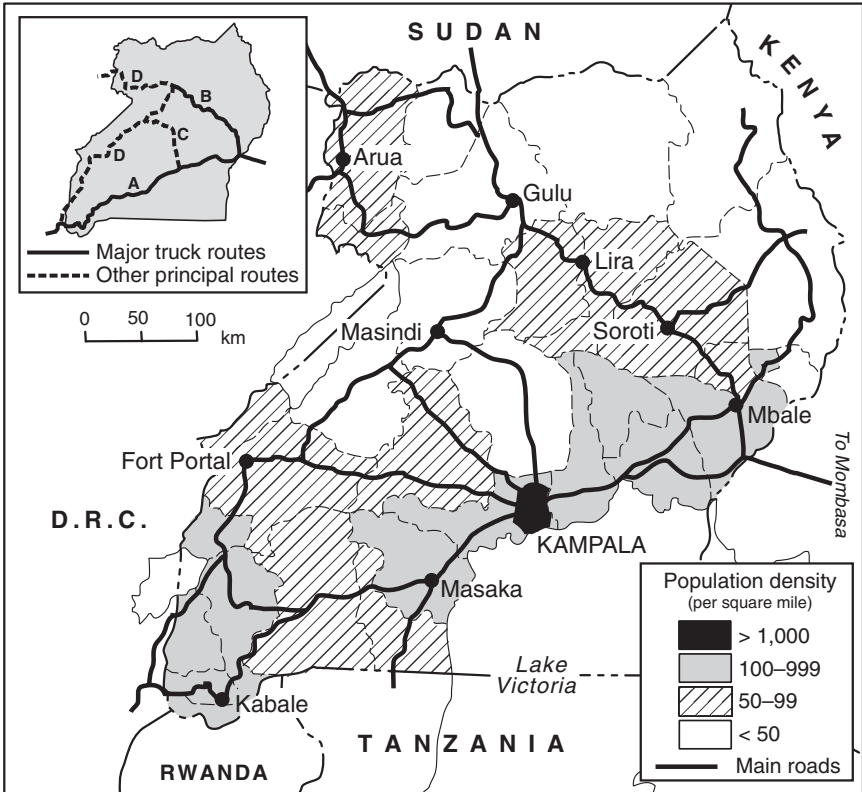 SUDAN
KENYA
D
B
C
D
A
Major truck routes
Other principal routes
0 50 100
km
Arua
Gulu
Lira
Masindi
Soroti
Mbale
Fort Portal
To Mombasa
D.R.C.
KAMPALA
Masaka
Lake
Victoria
Kabale
TANZANIA
RWANDA
Population density
(per square mile)
> 1,000
100–999
50–99
< 50
Main roads